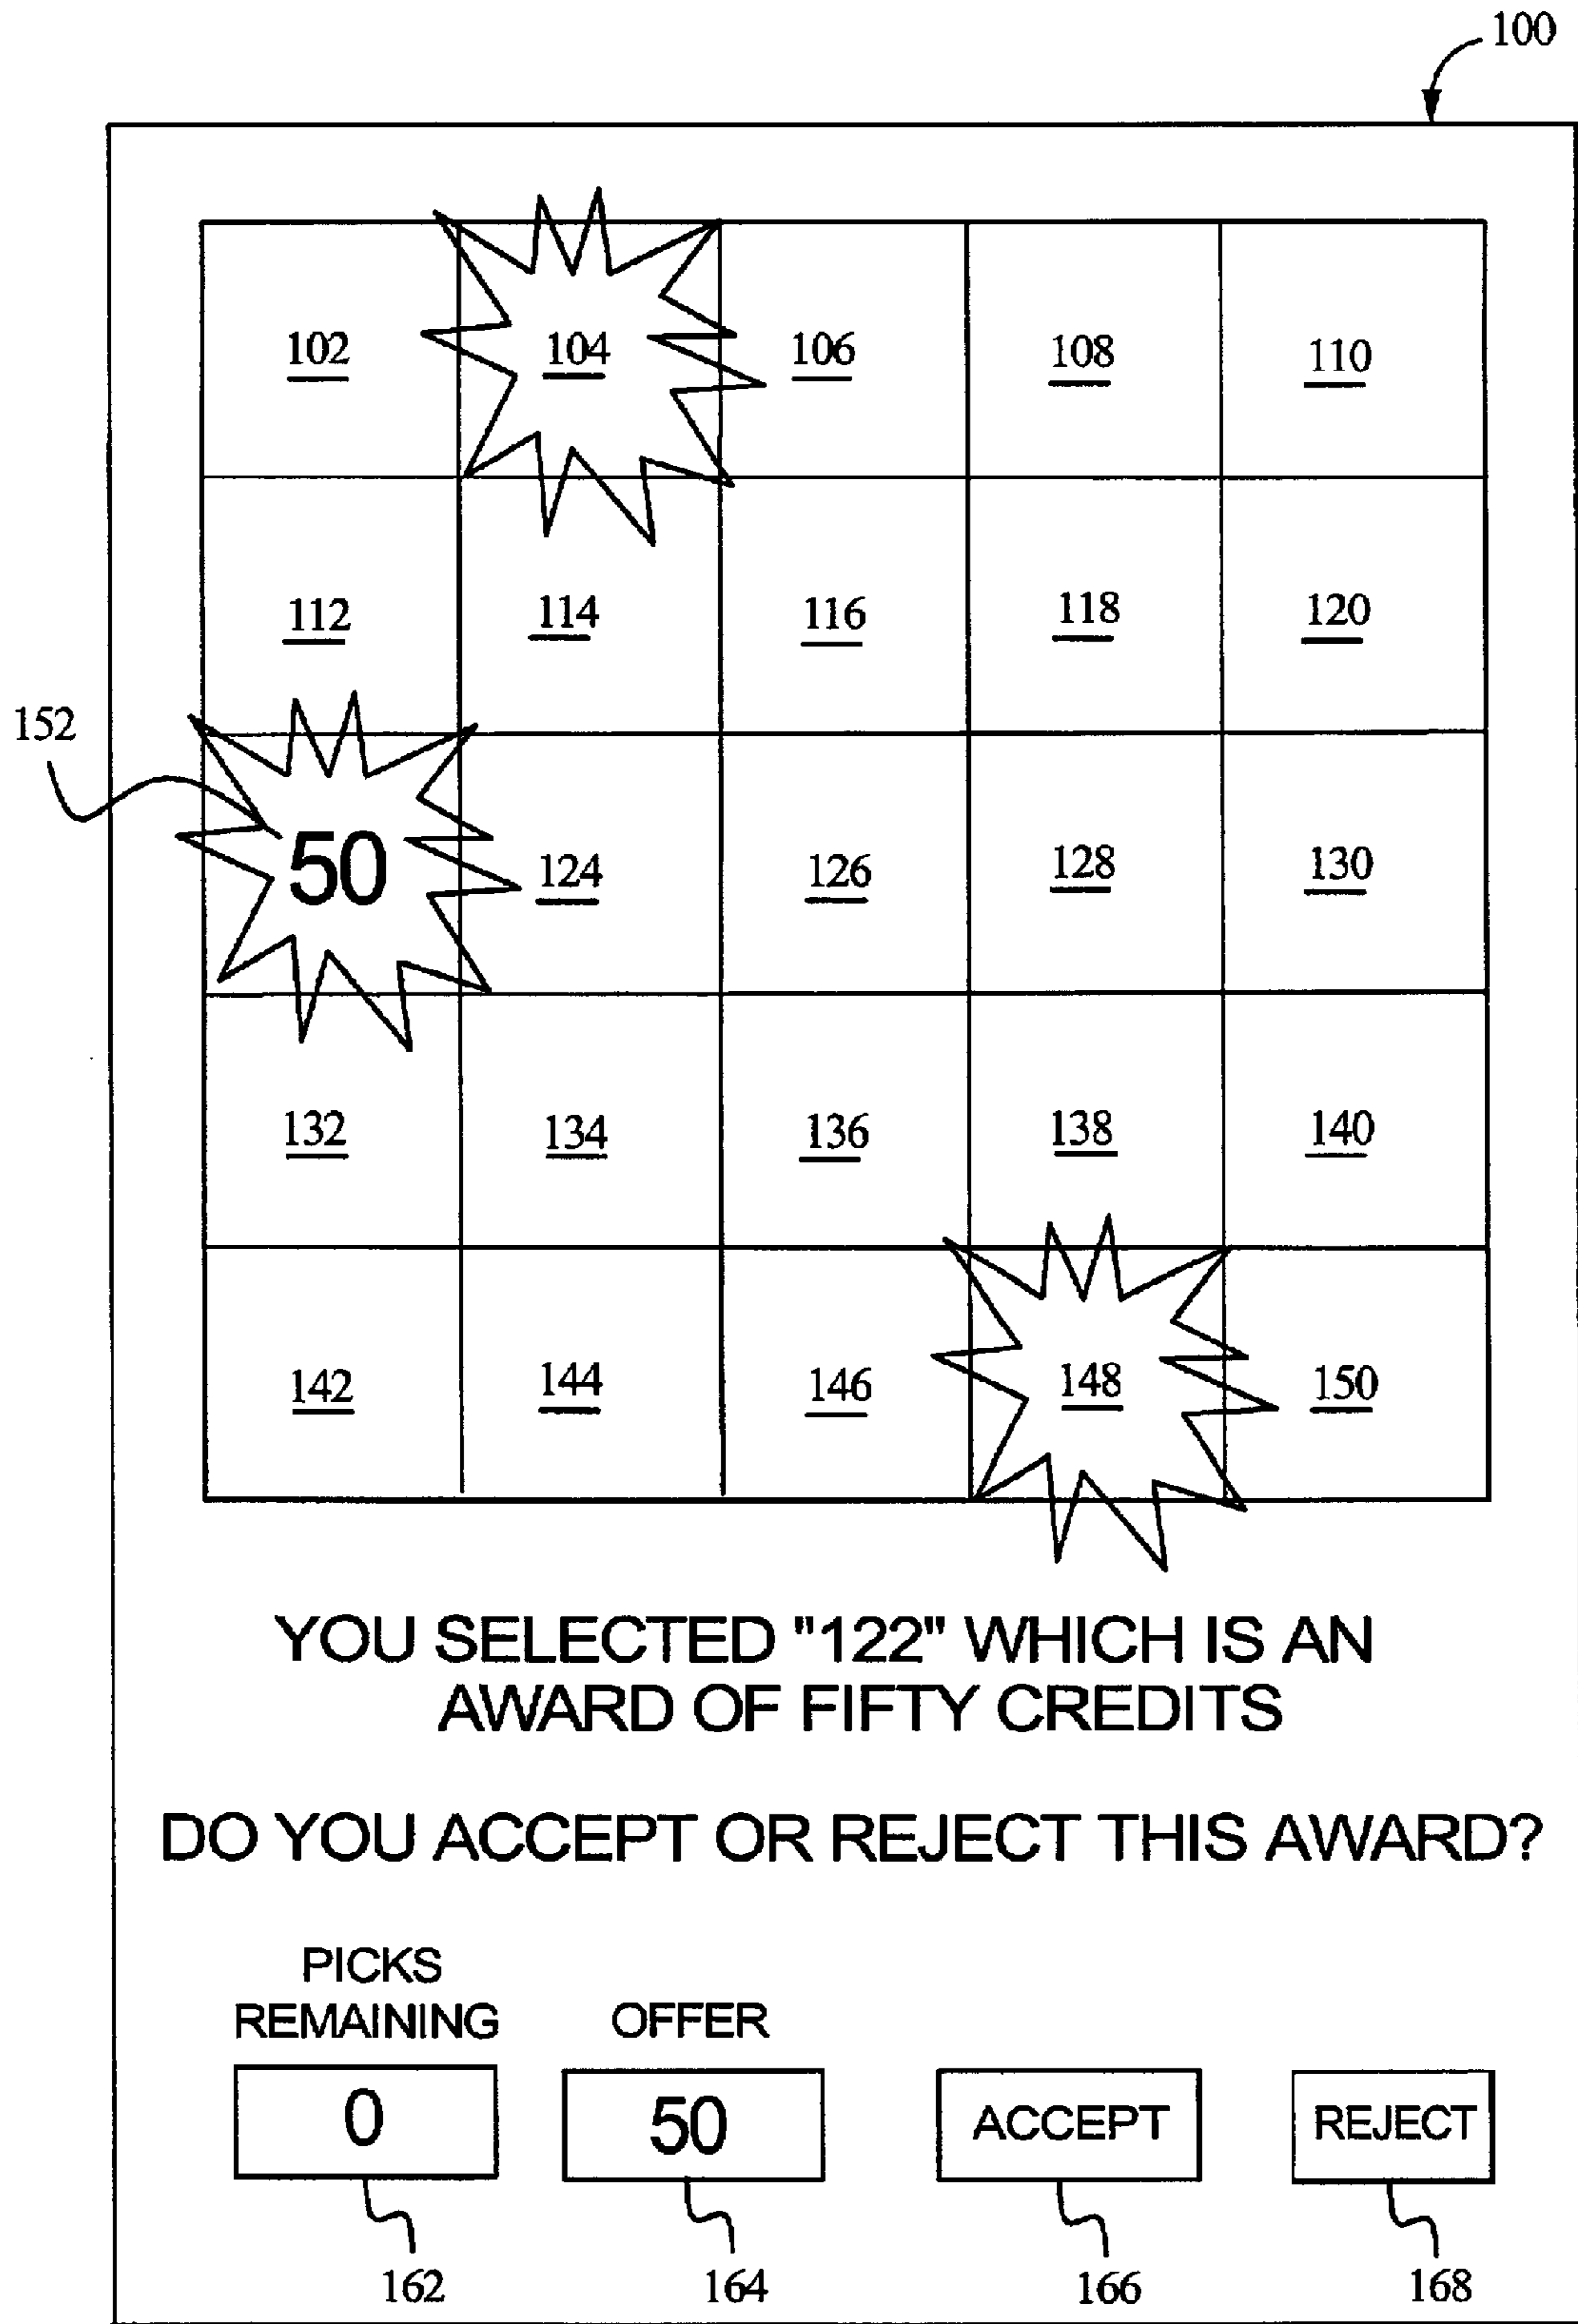 100
102 104 106 108 110
112 114 116 118 120
152
50 124 126 128 130
132 134 136 138 140
142 144 146 148 150
YOU SELECTED "122" WHICH IS AN
AWARD OF FIFTY CREDITS
DO YOU ACCEPT OR REJECT THIS AWARD?
PICKS
REMAINING OFFER
0 50 ACCEPT REJECT
162 164 166 168